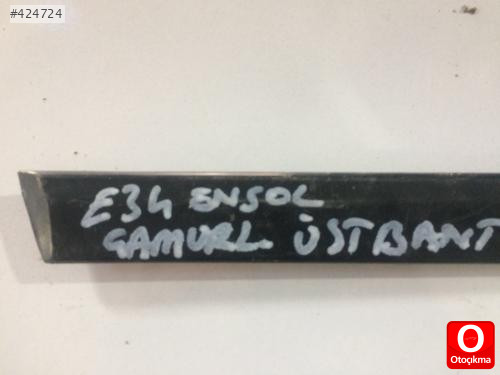 #424724
E34 ENSOL
ÇAMURL. ÜSTBANT
O
Otoçıkma